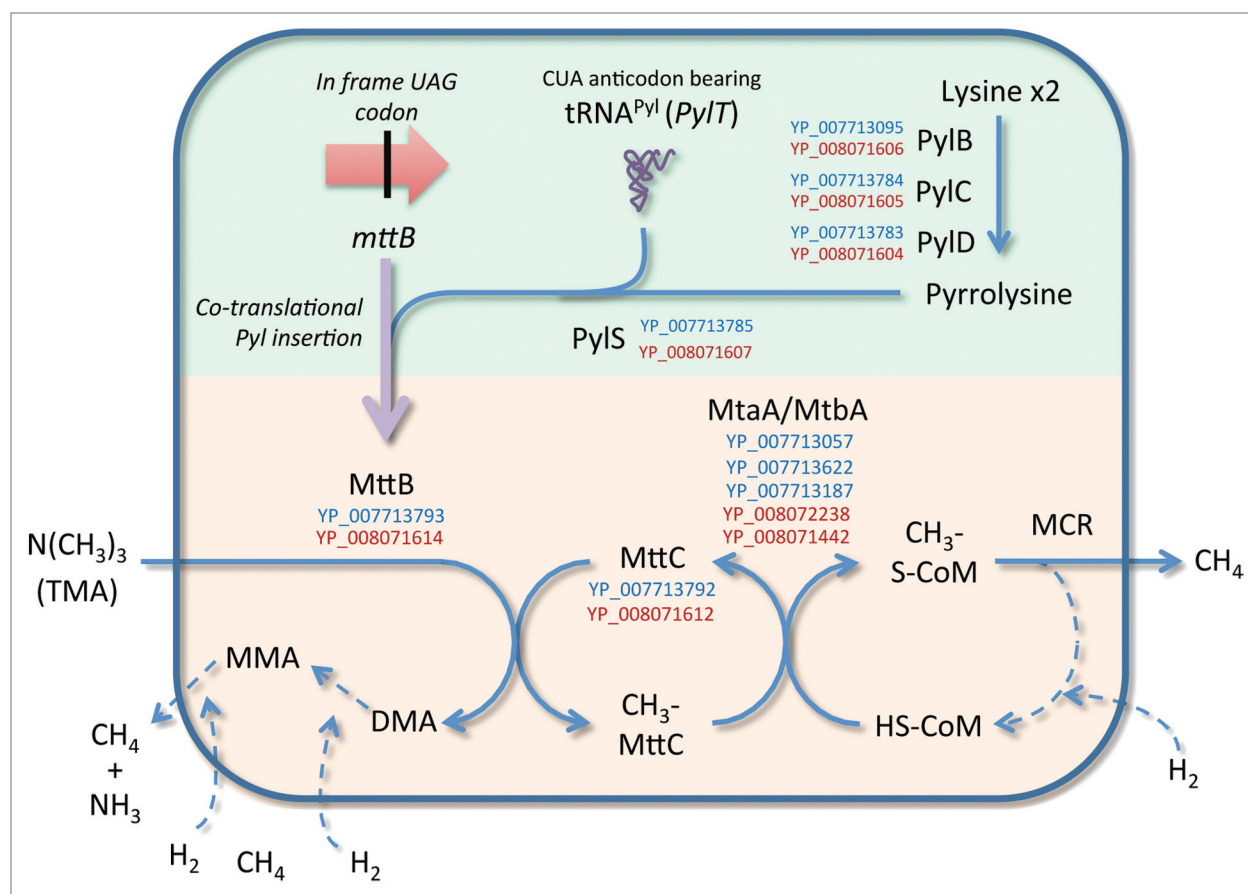 In frame UAG
codon
mttB
Co-translational
Pyl insertion
CUA anticodon bearing
tRNA^Pyl (PylT)
Lysine x2
YP_007713095
YP_008071606
PylB
YP_007713784
YP_008071605
PylC
YP_007713783
YP_008071604
PylD
Pyrrolysine
PylS
YP_007713785
YP_008071607
MtaA/MtbA
YP_007713057
YP_007713622
YP_007713187
YP_008072238
YP_008071442
MttB
YP_007713793
YP_008071614
N(CH₃)₃
(TMA)
MttC
YP_007713792
YP_008071612
CH₃-
S-CoM
MCR
CH₄
MMA
DMA
CH₃-
MttC
HS-CoM
H₂
CH₄
+
NH₃
H₂
CH₄
H₂